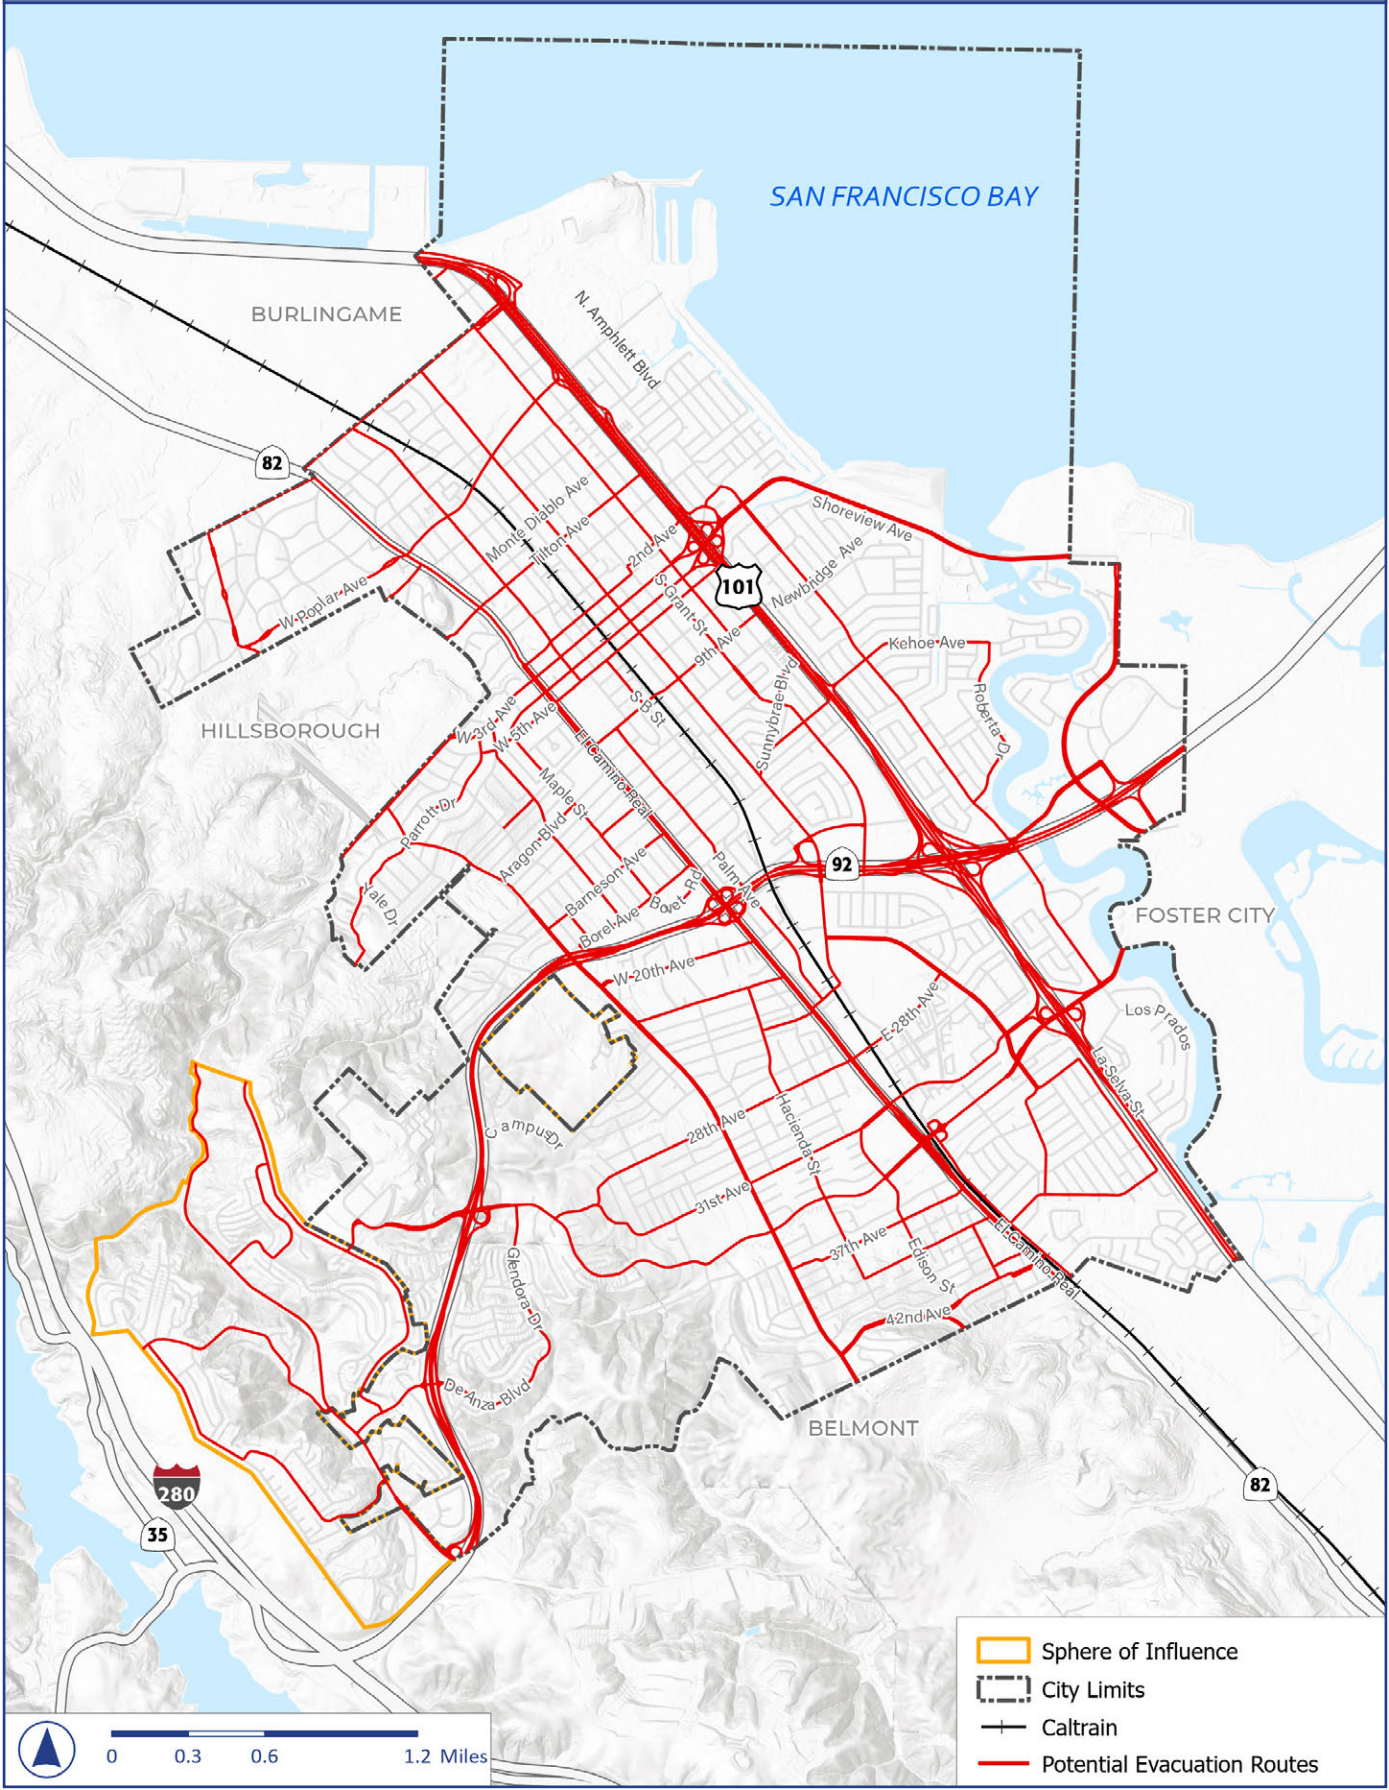 SAN FRANCISCO BAY
BURLINGAME
N. Amphlett Blvd
82
Monte Diablo Ave
Tilton Ave
2nd Ave
Shoreview Ave
101
Newbridge Ave
W Poplar Ave
S Grant St
9th Ave
Kehoe Ave
Sunnybrae Blvd
Roberta Dr
HILLSBOROUGH
W 3rd Ave
W 5th Ave
S B St
El Camino Real
Maple St
Parrott Dr
Aragon Blvd
Palm Ave
92
Barneson Ave
Bovet Rd
Yale Dr
Borel Ave
FOSTER CITY
W 20th Ave
E 28th Ave
Los Prados
La Selva St
Campus Dr
28th Ave
Hacienda St
31st Ave
37th Ave
Edison St
El Camino Real
Glendora Dr
42nd Ave
De Anza Blvd
BELMONT
280
35
82
Sphere of Influence
City Limits
Caltrain
Potential Evacuation Routes
0 0.3 0.6 1.2 Miles